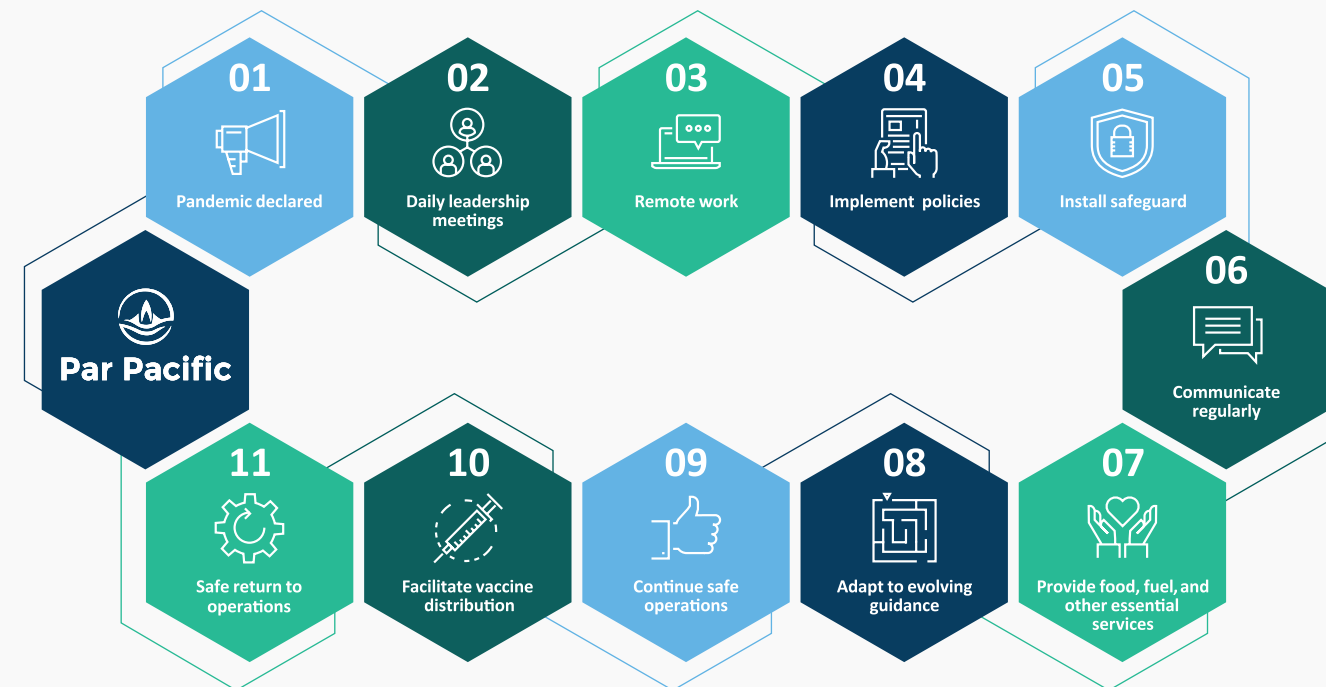 01
Pandemic declared
02
Daily leadership
meetings
03
Remote work
04
Implement  policies
05
Install safeguard
06
Communicate
regularly
07
Provide food, fuel, and
other essential
services
08
Adapt to evolving
guidance
09
Continue safe
operations
10
Facilitate vaccine
distribution
11
Safe return to
operations
Par Pacific